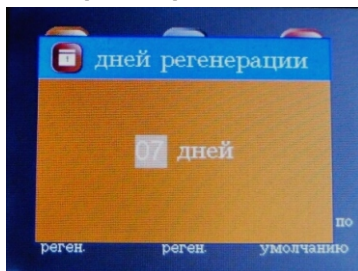 дней регенерации
07 дней
по
реген. реген. умолчанию